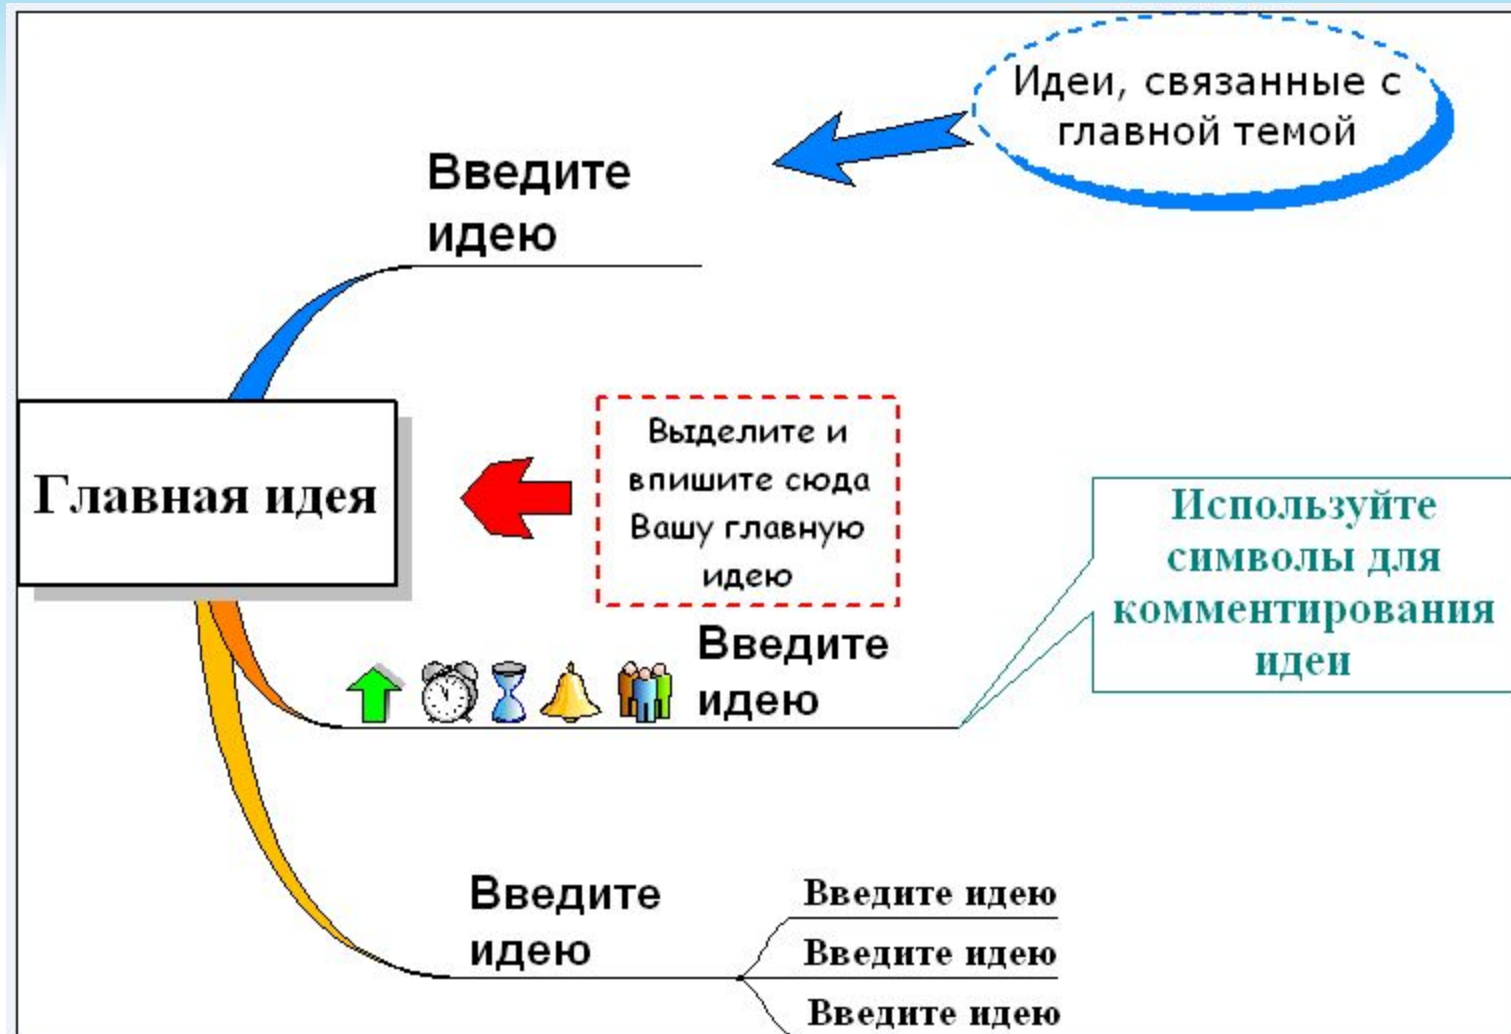 Идеи, связанные с
главной темой
Введите
идею
Главная идея
Выделите и
впишите сюда
Вашу главную
идею
Используйте
символы для
комментирования
идеи
Введите
идею
Введите
идею
Введите идею
Введите идею
Введите идею